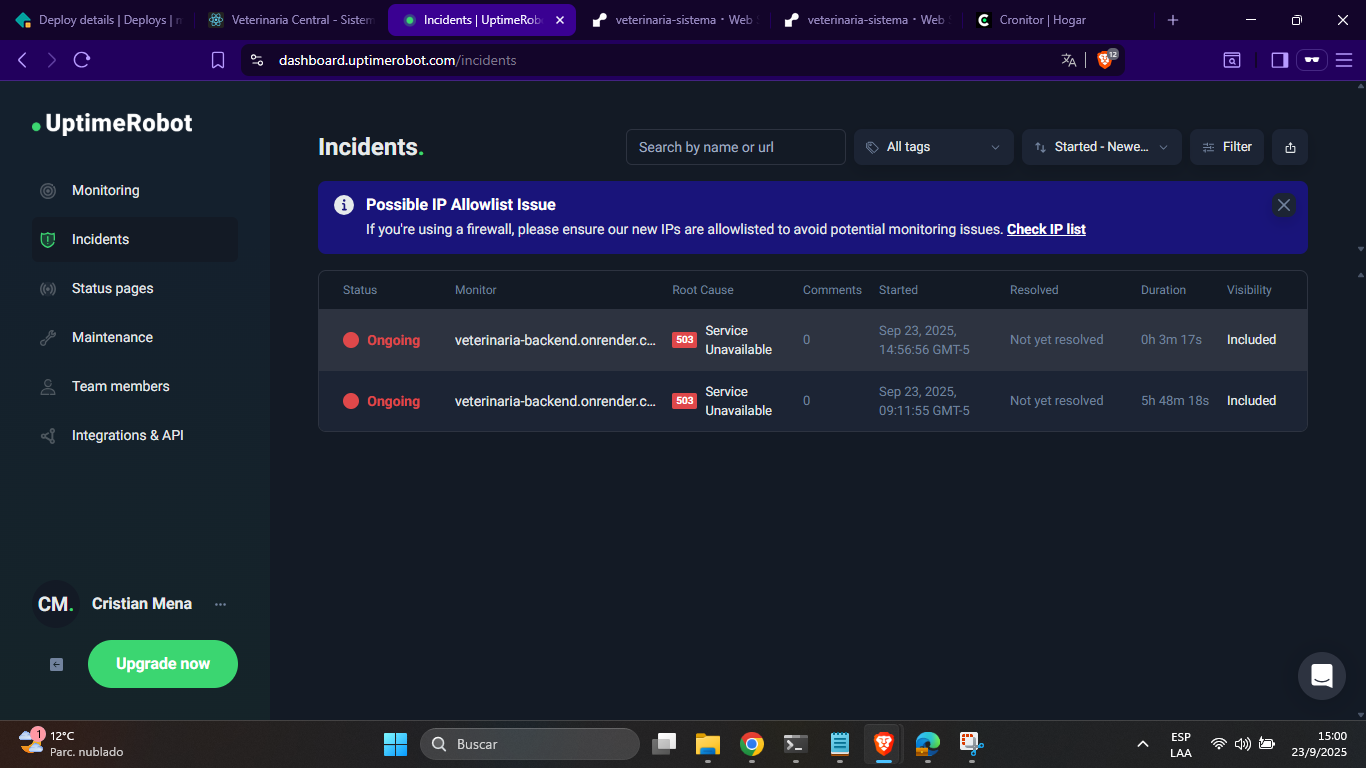 Deploy details | Deploys |
Veterinaria Central - Sistem
Incidents | UptimeRob
veterinaria-sistema · Web
veterinaria-sistema · Web
Cronitor | Hogar
dashboard.uptimerobot.com/incidents
12
UptimeRobot
Monitoring
Incidents
Status pages
Maintenance
Team members
Integrations & API
CM.
Cristian Mena
Upgrade now
Incidents.
Search by name or url
All tags
Started - Newe...
Filter
Possible IP Allowlist Issue
If you're using a firewall, please ensure our new IPs are allowlisted to avoid potential monitoring issues. Check IP list
Status Monitor Root Cause Comments Started Resolved Duration Visibility
Ongoing veterinaria-backend.onrender.c... 503 Service Unavailable 0 Sep 23, 2025, 14:56:56 GMT-5 Not yet resolved 0h 3m 17s Included
Ongoing veterinaria-backend.onrender.c... 503 Service Unavailable 0 Sep 23, 2025, 09:11:55 GMT-5 Not yet resolved 5h 48m 18s Included
1
12°C
Parc. nublado
Buscar
ESP
LAA
15:00
23/9/2025